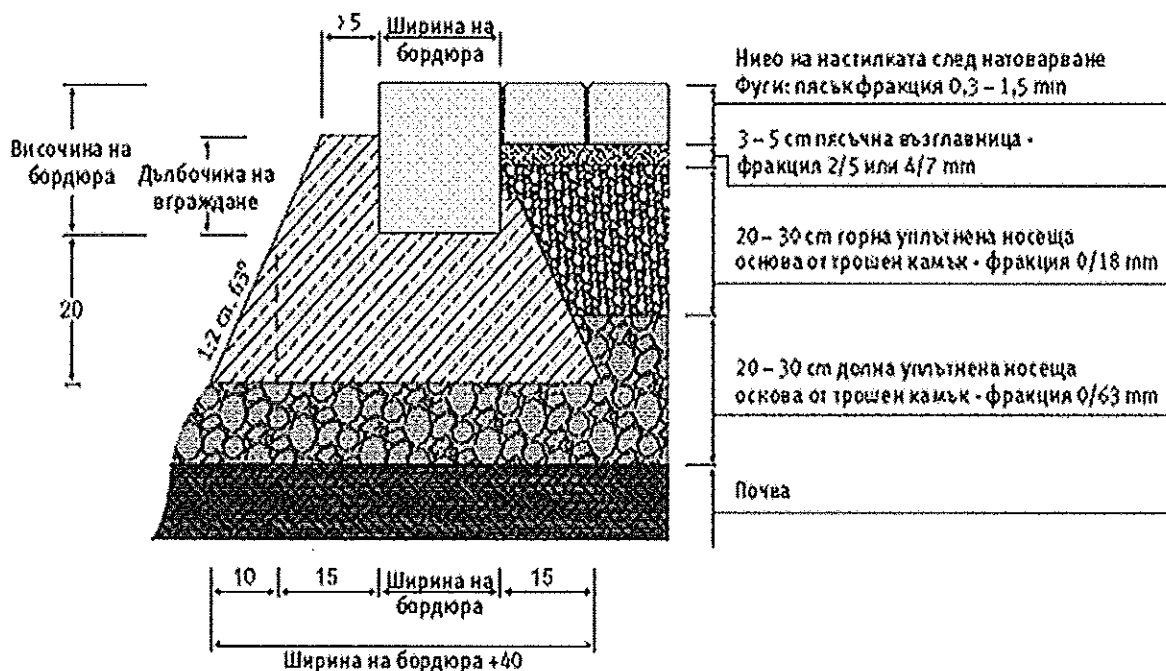 >5
Ширина на
бордюра
Ниво на настилката след натоварване
Фуги: пясък фракция 0,3 – 1,5 mm
Височина на
бордюра
Дълбочина на
вграждане
3 – 5 cm пясъчна възглавница -
фракция 2/5 или 4/7 mm
20 – 30 cm горна уплътнена носеща
основа от трошен камък - фракция 0/18 mm
20
1:2 ca. 63°
20 – 30 cm долна уплътнена носеща
основа от трошен камък - фракция 0/63 mm
Почва
10
15
Ширина на
бордюра
15
Ширина на бордюра +40